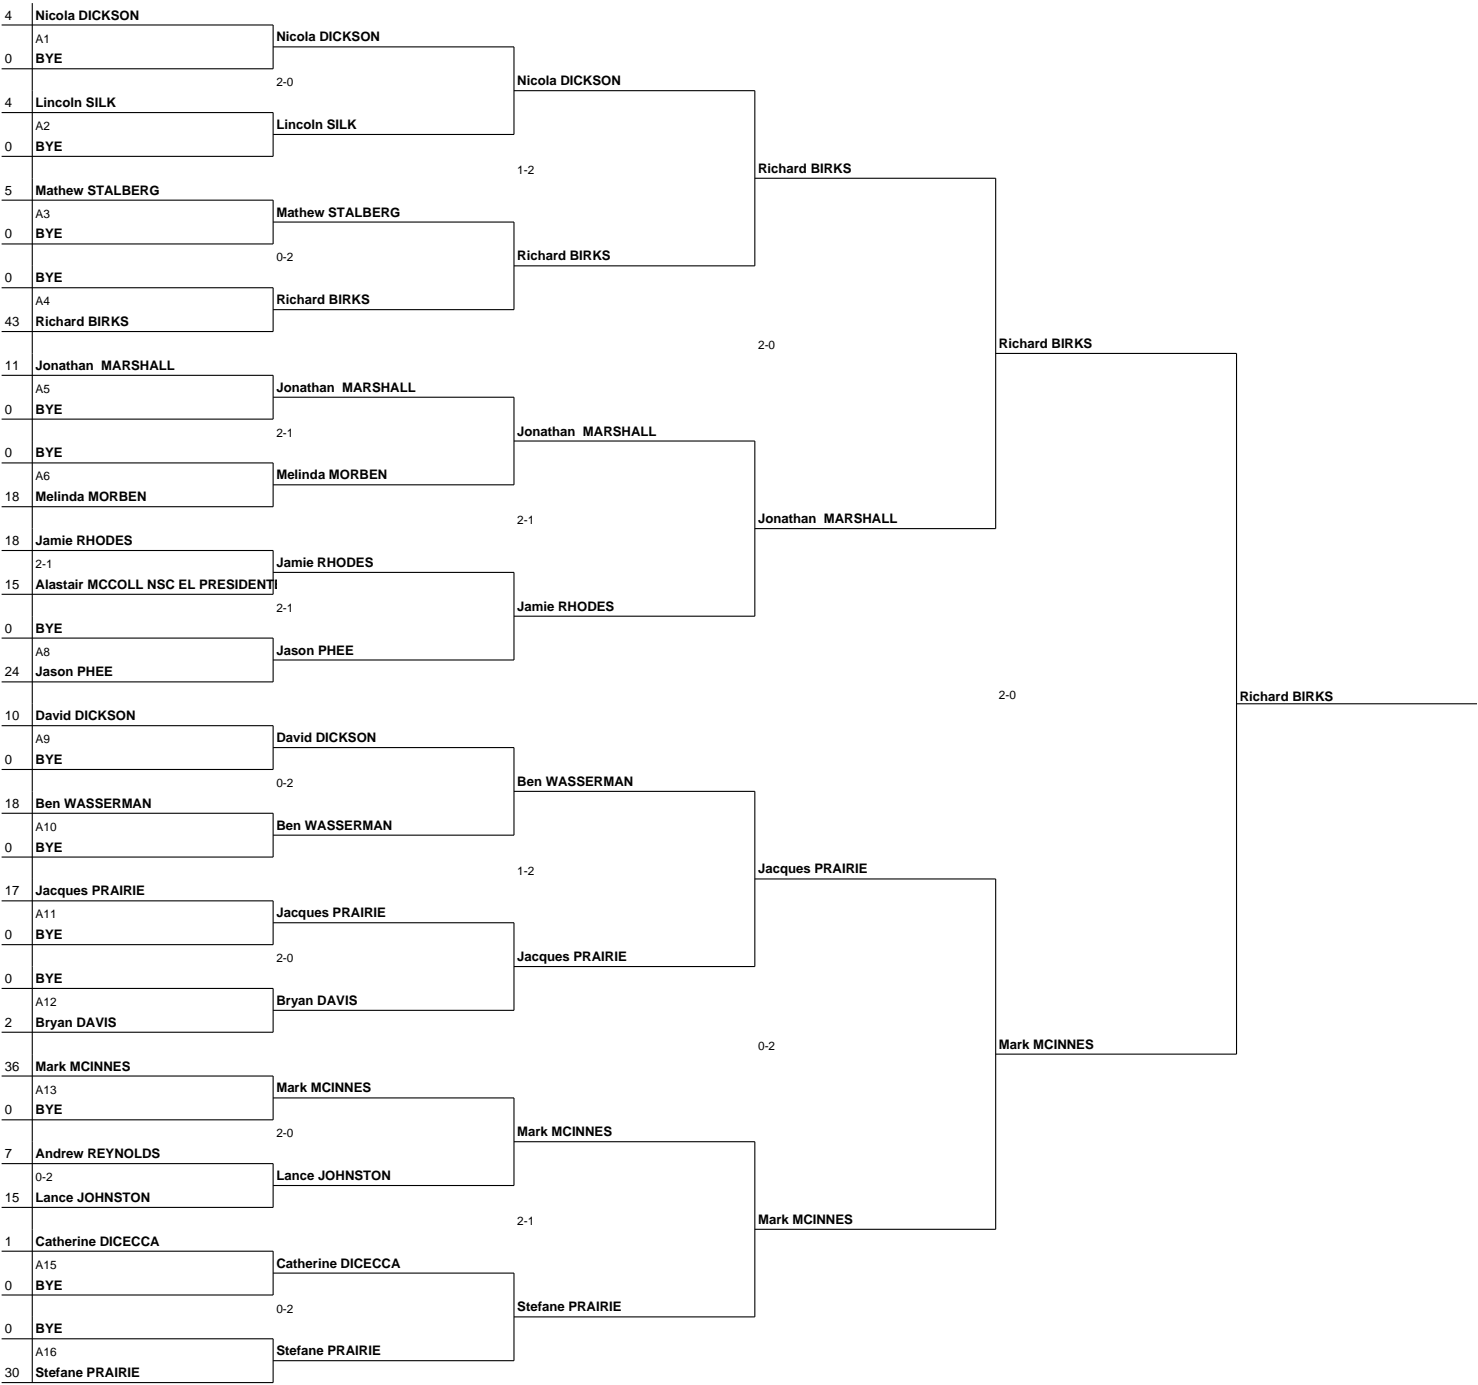 4 Nicola DICKSON
A1
0 BYE
4 Lincoln SILK
A2
0 BYE
5 Mathew STALBERG
A3
0 BYE
0 BYE
A4
43 Richard BIRKS
11 Jonathan  MARSHALL
A5
0 BYE
0 BYE
A6
18 Melinda MORBEN
18 Jamie RHODES
2-1
15 Alastair MCCOLL NSC EL PRESIDENTI
0 BYE
A8
24 Jason PHEE
10 David DICKSON
A9
0 BYE
18 Ben WASSERMAN
A10
0 BYE
17 Jacques PRAIRIE
A11
0 BYE
0 BYE
A12
2 Bryan DAVIS
36 Mark MCINNES
A13
0 BYE
7 Andrew REYNOLDS
0-2
15 Lance JOHNSTON
1 Catherine DICECCA
A15
0 BYE
0 BYE
A16
30 Stefane PRAIRIE
Nicola DICKSON
2-0
Lincoln SILK
Mathew STALBERG
0-2
Richard BIRKS
Jonathan  MARSHALL
2-1
Melinda MORBEN
Jamie RHODES
2-1
Jason PHEE
David DICKSON
0-2
Ben WASSERMAN
Jacques PRAIRIE
2-0
Bryan DAVIS
Mark MCINNES
2-0
Lance JOHNSTON
Catherine DICECCA
0-2
Stefane PRAIRIE
Nicola DICKSON
1-2
Richard BIRKS
Jonathan  MARSHALL
2-1
Jamie RHODES
Ben WASSERMAN
1-2
Jacques PRAIRIE
Mark MCINNES
2-1
Stefane PRAIRIE
Richard BIRKS
2-0
Jonathan  MARSHALL
Jacques PRAIRIE
0-2
Mark MCINNES
Richard BIRKS
2-0
Mark MCINNES
Richard BIRKS